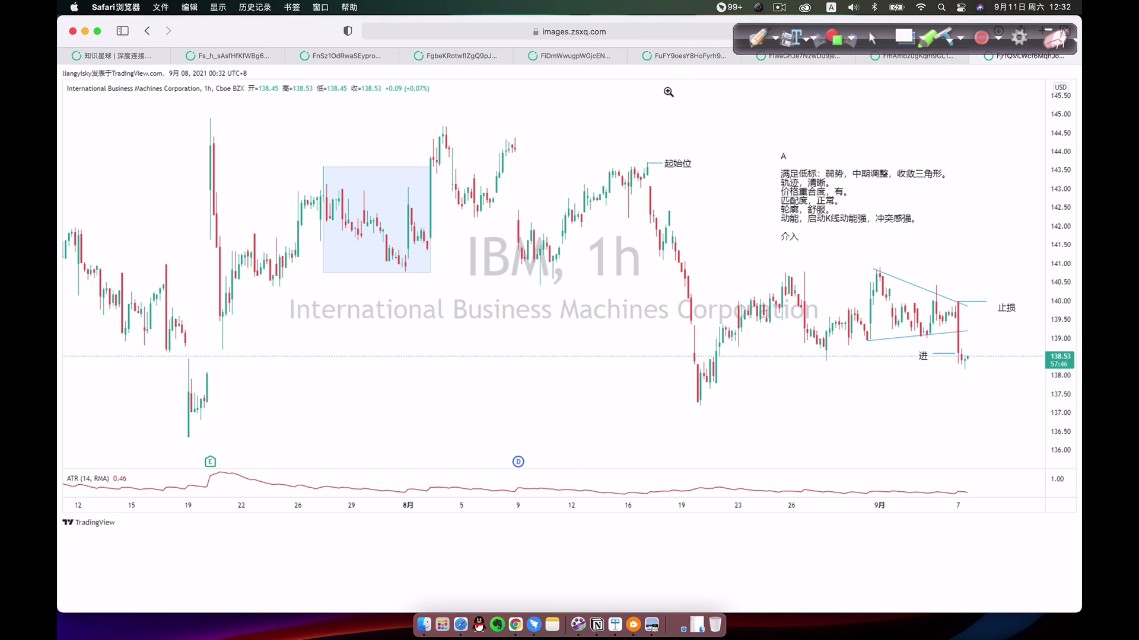 Safari浏览器 文件 编辑 显示 历史记录 书签 窗口 帮助 99+ A 9月11日 周六 12:32
images.zsxq.com
知识星球 | 深度连接... Fs_h_sAsfHfKfWBg6... FnSz1OdRwaSEypro... FgbeKRotwflZgQ9pJ... FiDmWwugpWGjcEN... FuFY9oesY8HoFyrh9...
liangylsky发表于TradingView.com, 9月 08, 2021 00:32 UTC+8
International Business Machines Corporation, 1h, Cboe BZX 开=138.45 高=138.53 低=138.45 收=138.53 +0.09 (+0.07%)
USD
145.50
145.00
144.50
144.00
143.50
143.00
142.50
142.00
141.50
141.00
140.50
140.00
139.50
139.00
138.53
57:46
138.00
137.50
137.00
136.50
136.00
起始位
A
满足低标：弱势，中期调整，收敛三角形。
轨迹，清晰。
价格重合度，有。
匹配度，正常。
轮廓，舒服。
动能，启动K线动能强，冲突感强。
介入
IBM, 1h
International Business Machines Corporation
止损
进
E
D
ATR (14, RMA) 0.46
1.00
12 15 19 22 26 29 8月 5 9 12 16 19 23 26 9月 7
TradingView